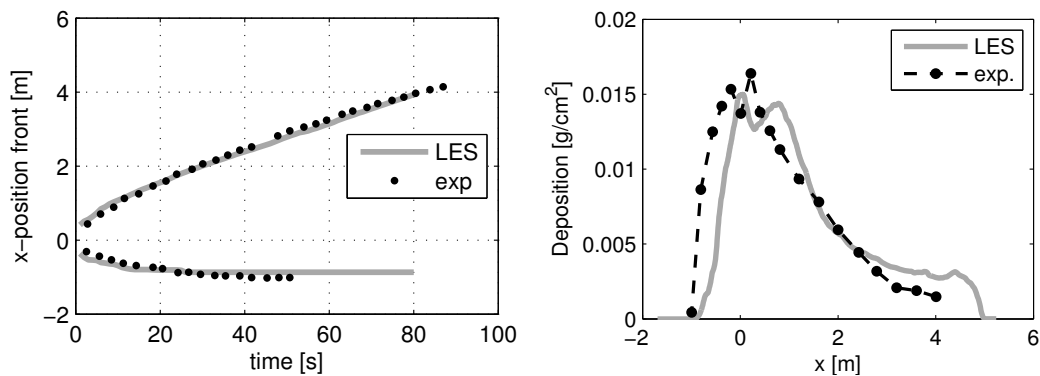 x−position front [m]
6
4
2
0
−2
LES
exp
0
20
40
60
80
100
time [s]
Deposition [g/cm²]
0.02
0.015
0.01
0.005
0
LES
exp.
−2
0
2
4
6
x [m]